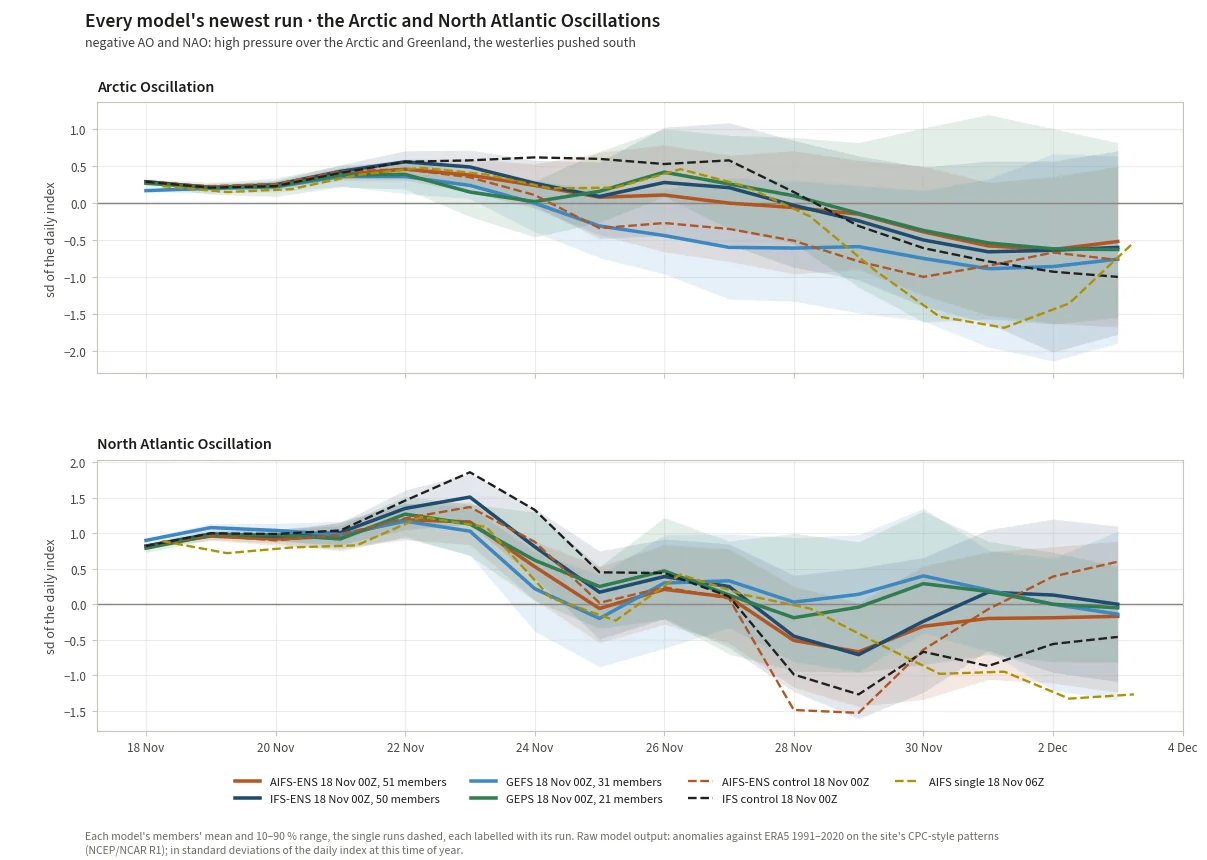 Every model's newest run · the Arctic and North Atlantic Oscillations
negative AO and NAO: high pressure over the Arctic and Greenland, the westerlies pushed south
Arctic Oscillation
sd of the daily index
1.0
0.5
0.0
−0.5
−1.0
−1.5
−2.0
North Atlantic Oscillation
sd of the daily index
2.0
1.5
1.0
0.5
0.0
−0.5
−1.0
−1.5
18 Nov 20 Nov 22 Nov 24 Nov 26 Nov 28 Nov 30 Nov 2 Dec 4 Dec
AIFS-ENS 18 Nov 00Z, 51 members GEFS 18 Nov 00Z, 31 members AIFS-ENS control 18 Nov 00Z AIFS single 18 Nov 06Z
IFS-ENS 18 Nov 00Z, 50 members GEPS 18 Nov 00Z, 21 members IFS control 18 Nov 00Z
Each model's members' mean and 10–90 % range, the single runs dashed, each labelled with its run. Raw model output: anomalies against ERA5 1991–2020 on the site's CPC-style patterns
(NCEP/NCAR R1); in standard deviations of the daily index at this time of year.